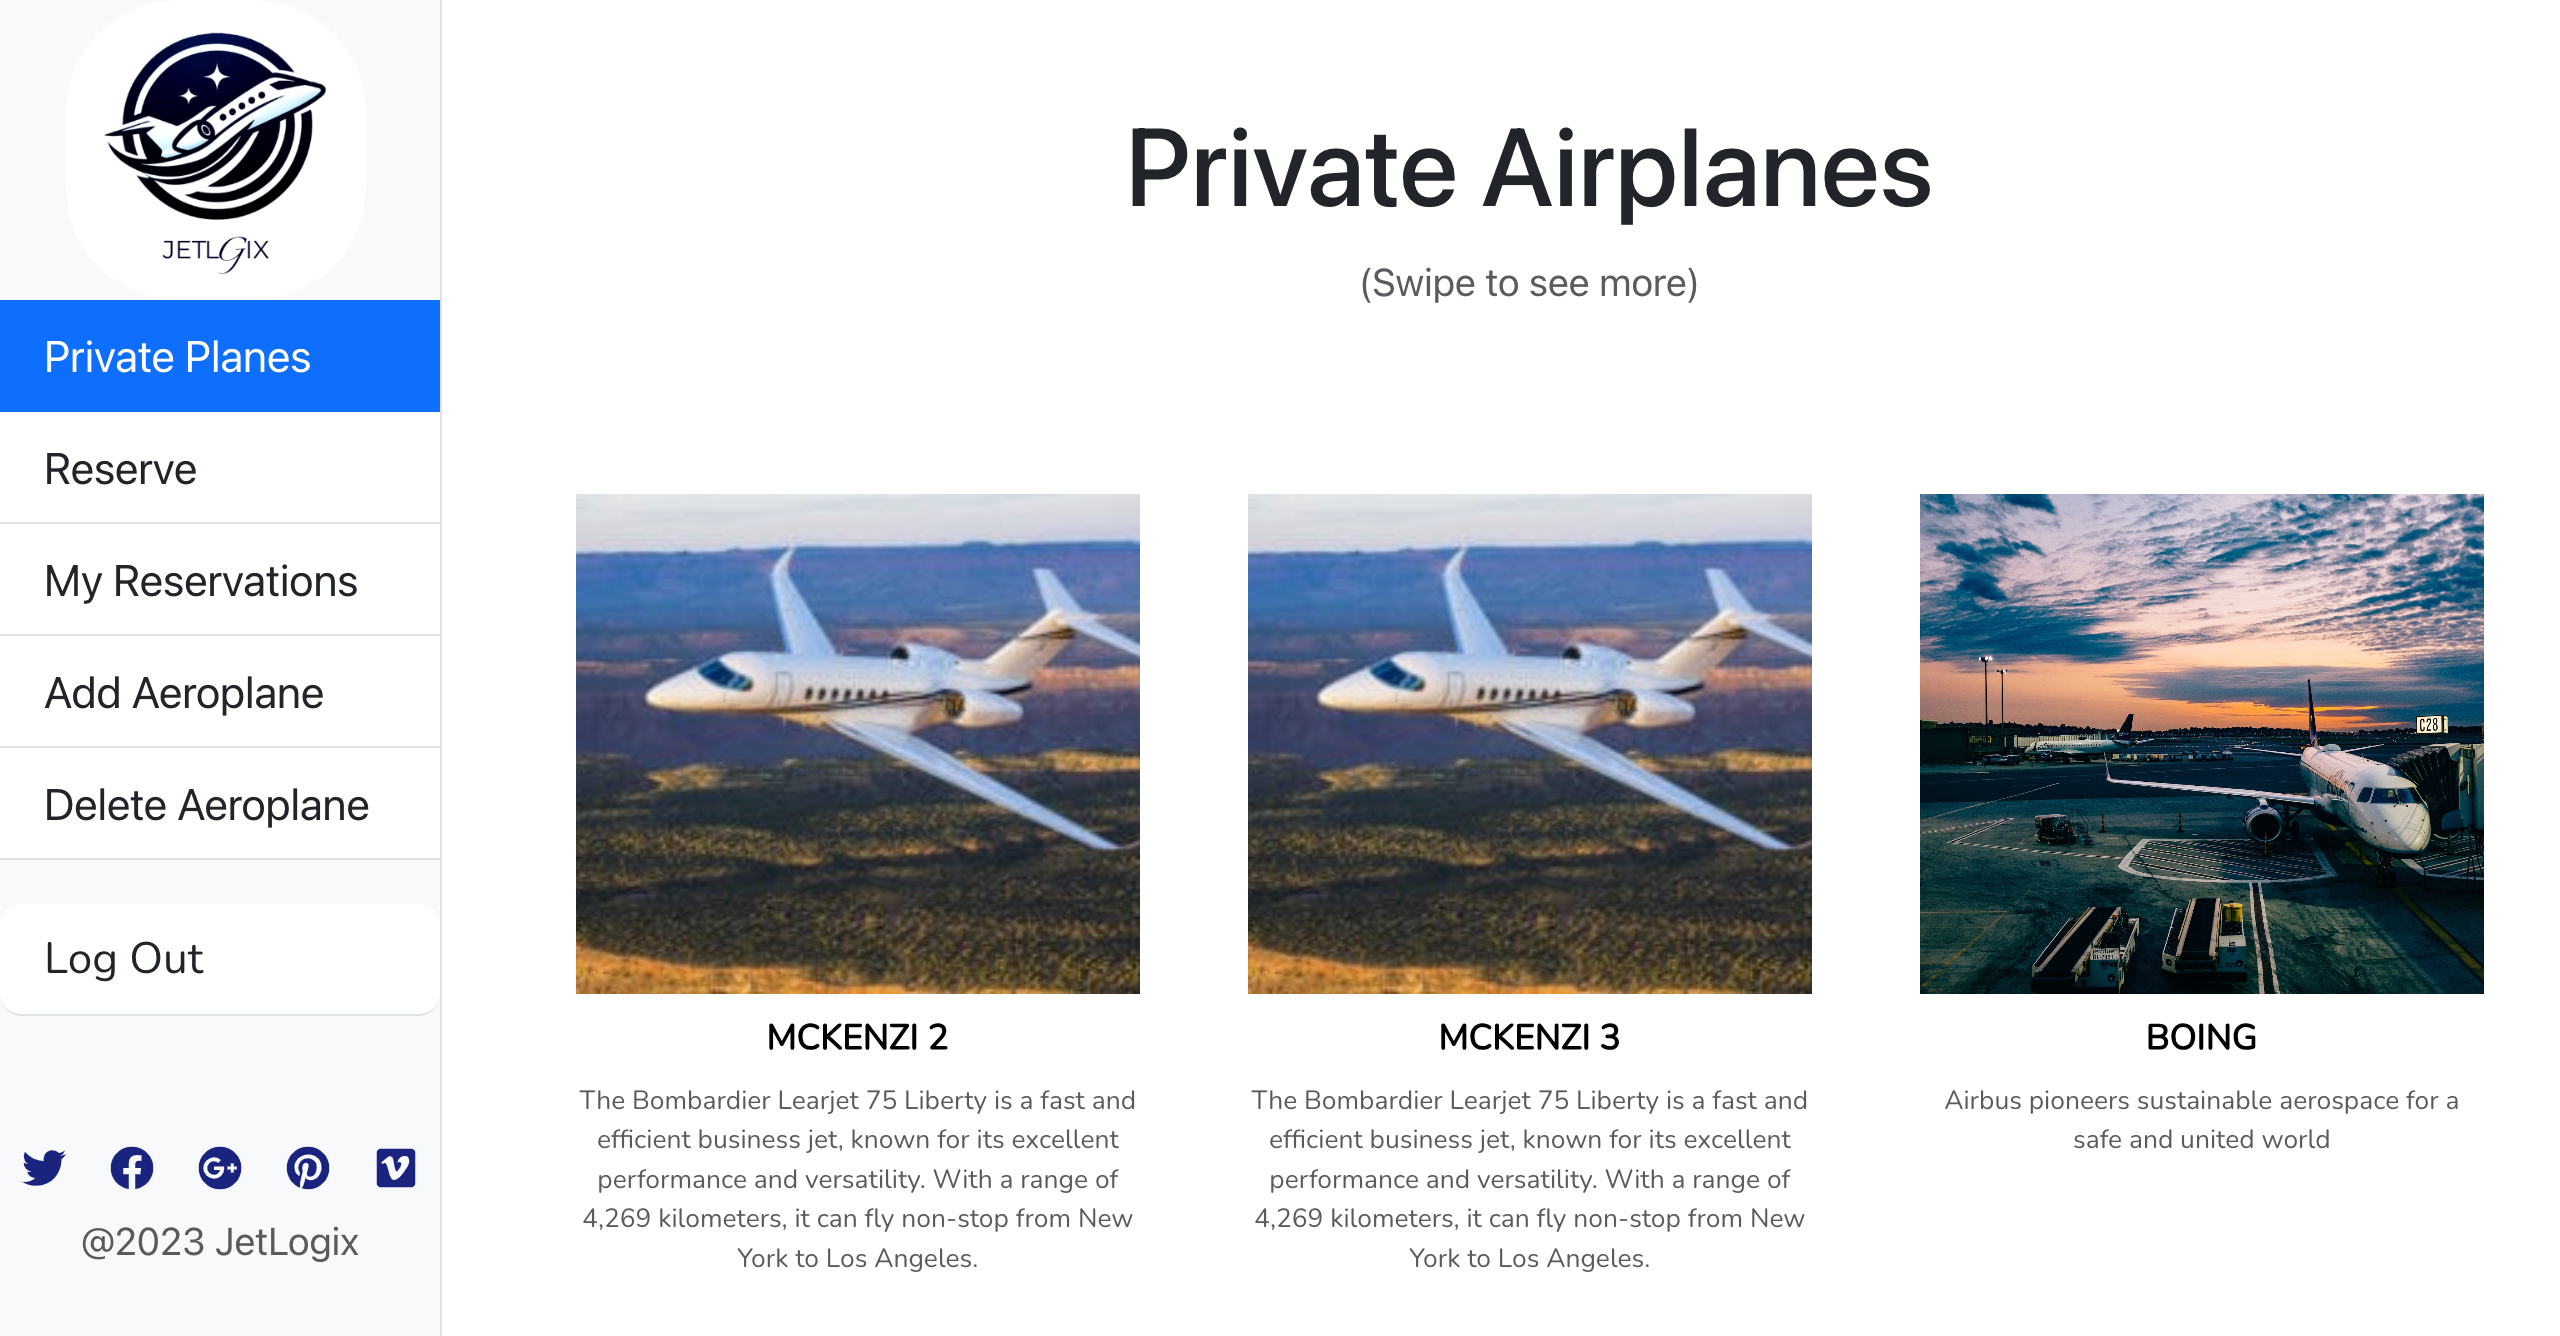 JETLGIX
Private Planes
Reserve
My Reservations
Add Aeroplane
Delete Aeroplane
Log Out
@2023 JetLogix
Private Airplanes
(Swipe to see more)
MCKENZI 2
The Bombardier Learjet 75 Liberty is a fast and
efficient business jet, known for its excellent
performance and versatility. With a range of
4,269 kilometers, it can fly non-stop from New
York to Los Angeles.
MCKENZI 3
The Bombardier Learjet 75 Liberty is a fast and
efficient business jet, known for its excellent
performance and versatility. With a range of
4,269 kilometers, it can fly non-stop from New
York to Los Angeles.
C28
BOING
Airbus pioneers sustainable aerospace for a
safe and united world